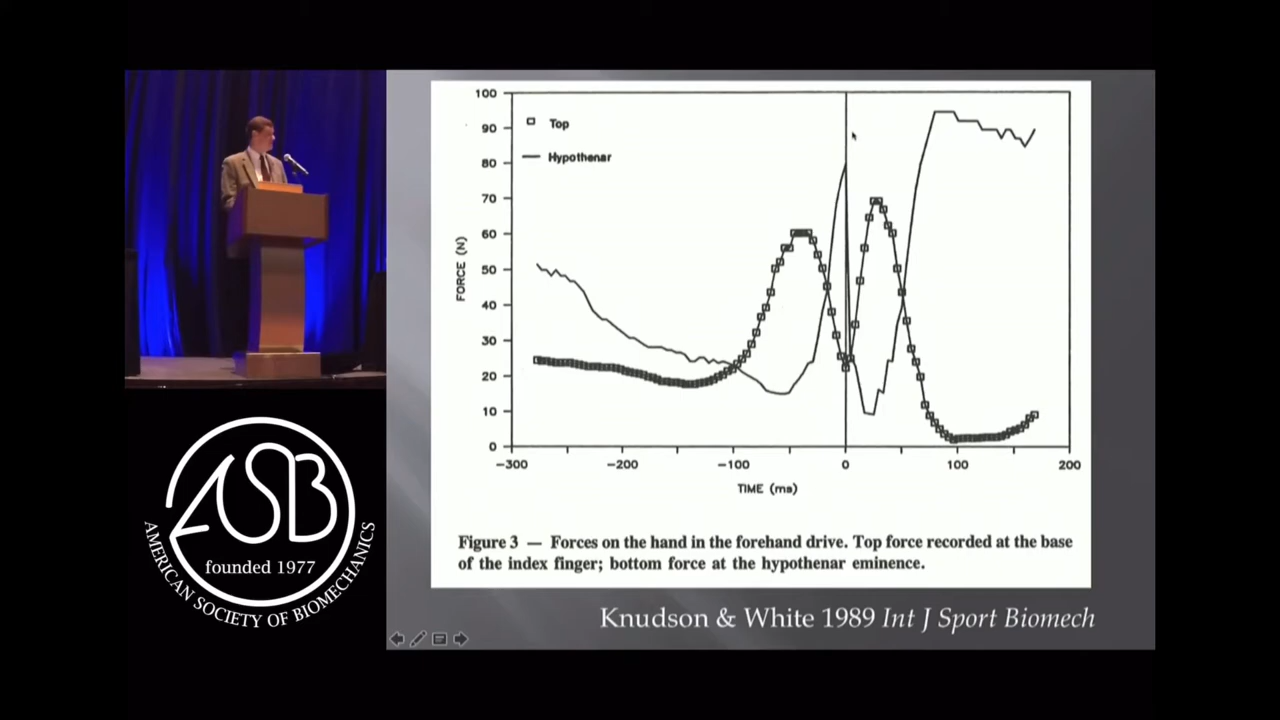 100
90
80
70
60
50
40
30
20
10
0
FORCE (N)
Top
Hypothenar
−300
−200
−100
0
100
200
TIME (ms)
Figure 3 — Forces on the hand in the forehand drive. Top force recorded at the base
of the index finger; bottom force at the hypothenar eminence.
Knudson & White 1989 Int J Sport Biomech
ASB
founded 1977
AMERICAN SOCIETY OF BIOMECHANICS